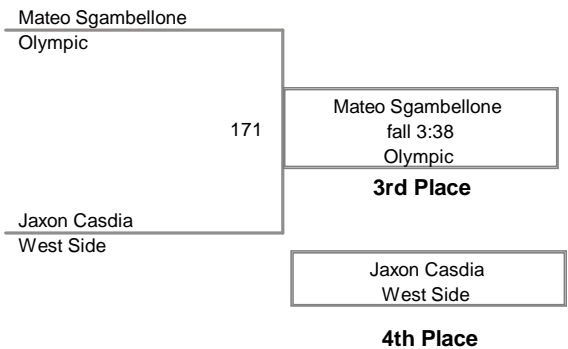 Mateo Sgambellone
Olympic
171
Mateo Sgambellone
fall 3:38
Olympic
3rd Place
Jaxon Casdia
West Side
Jaxon Casdia
West Side
4th Place